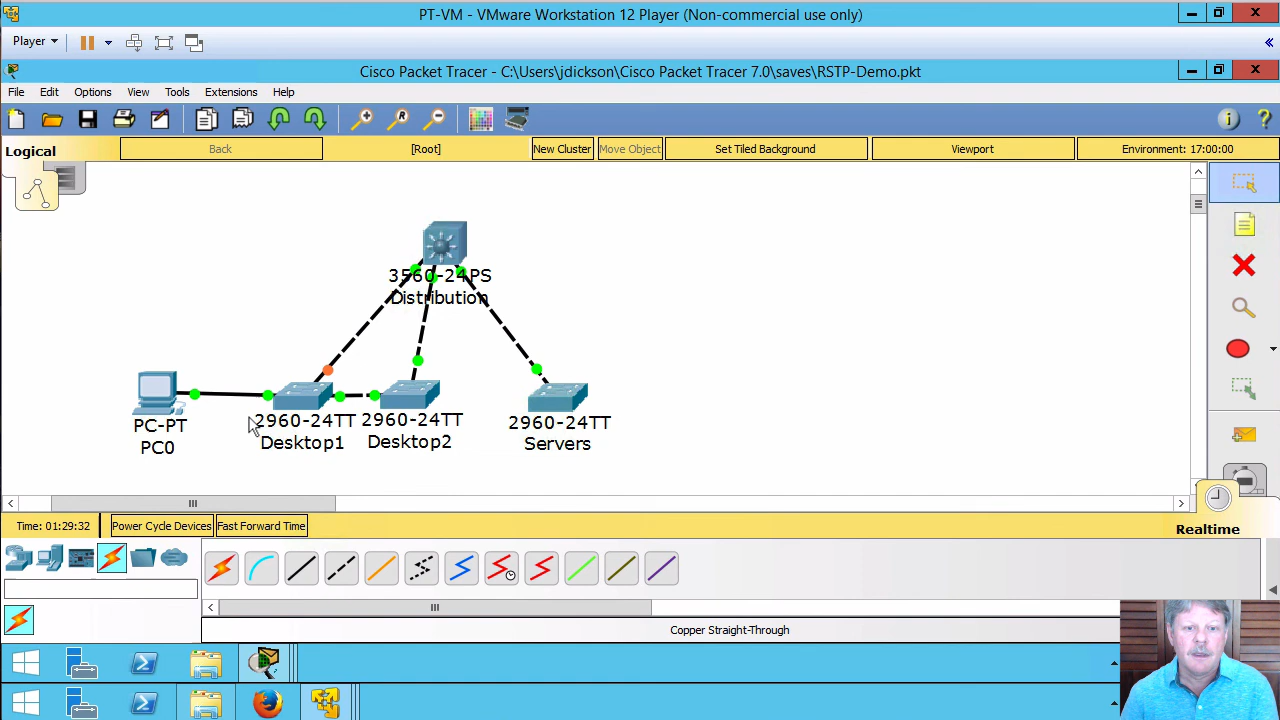 PT-VM - VMware Workstation 12 Player (Non-commercial use only)
Player
Cisco Packet Tracer - C:\Users\jdickson\Cisco Packet Tracer 7.0\saves\RSTP-Demo.pkt
File Edit Options View Tools Extensions Help
R
i ?
Logical Back [Root] New Cluster Move Object Set Tiled Background Viewport Environment: 17:00:00
3560-24PS
Distribution
PC-PT
PC0
2960-24TT
Desktop1
2960-24TT
Desktop2
2960-24TT
Servers
Time: 01:29:32 Power Cycle Devices Fast Forward Time Realtime
Copper Straight-Through